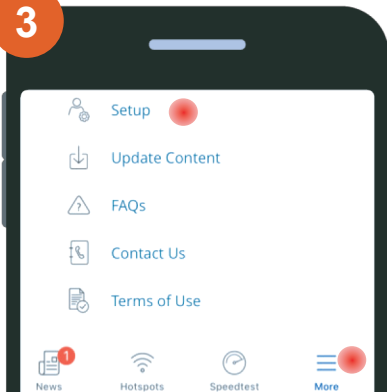 3
Setup
Update Content
? FAQs
Contact Us
Terms of Use
1
News Hotspots Speedtest More